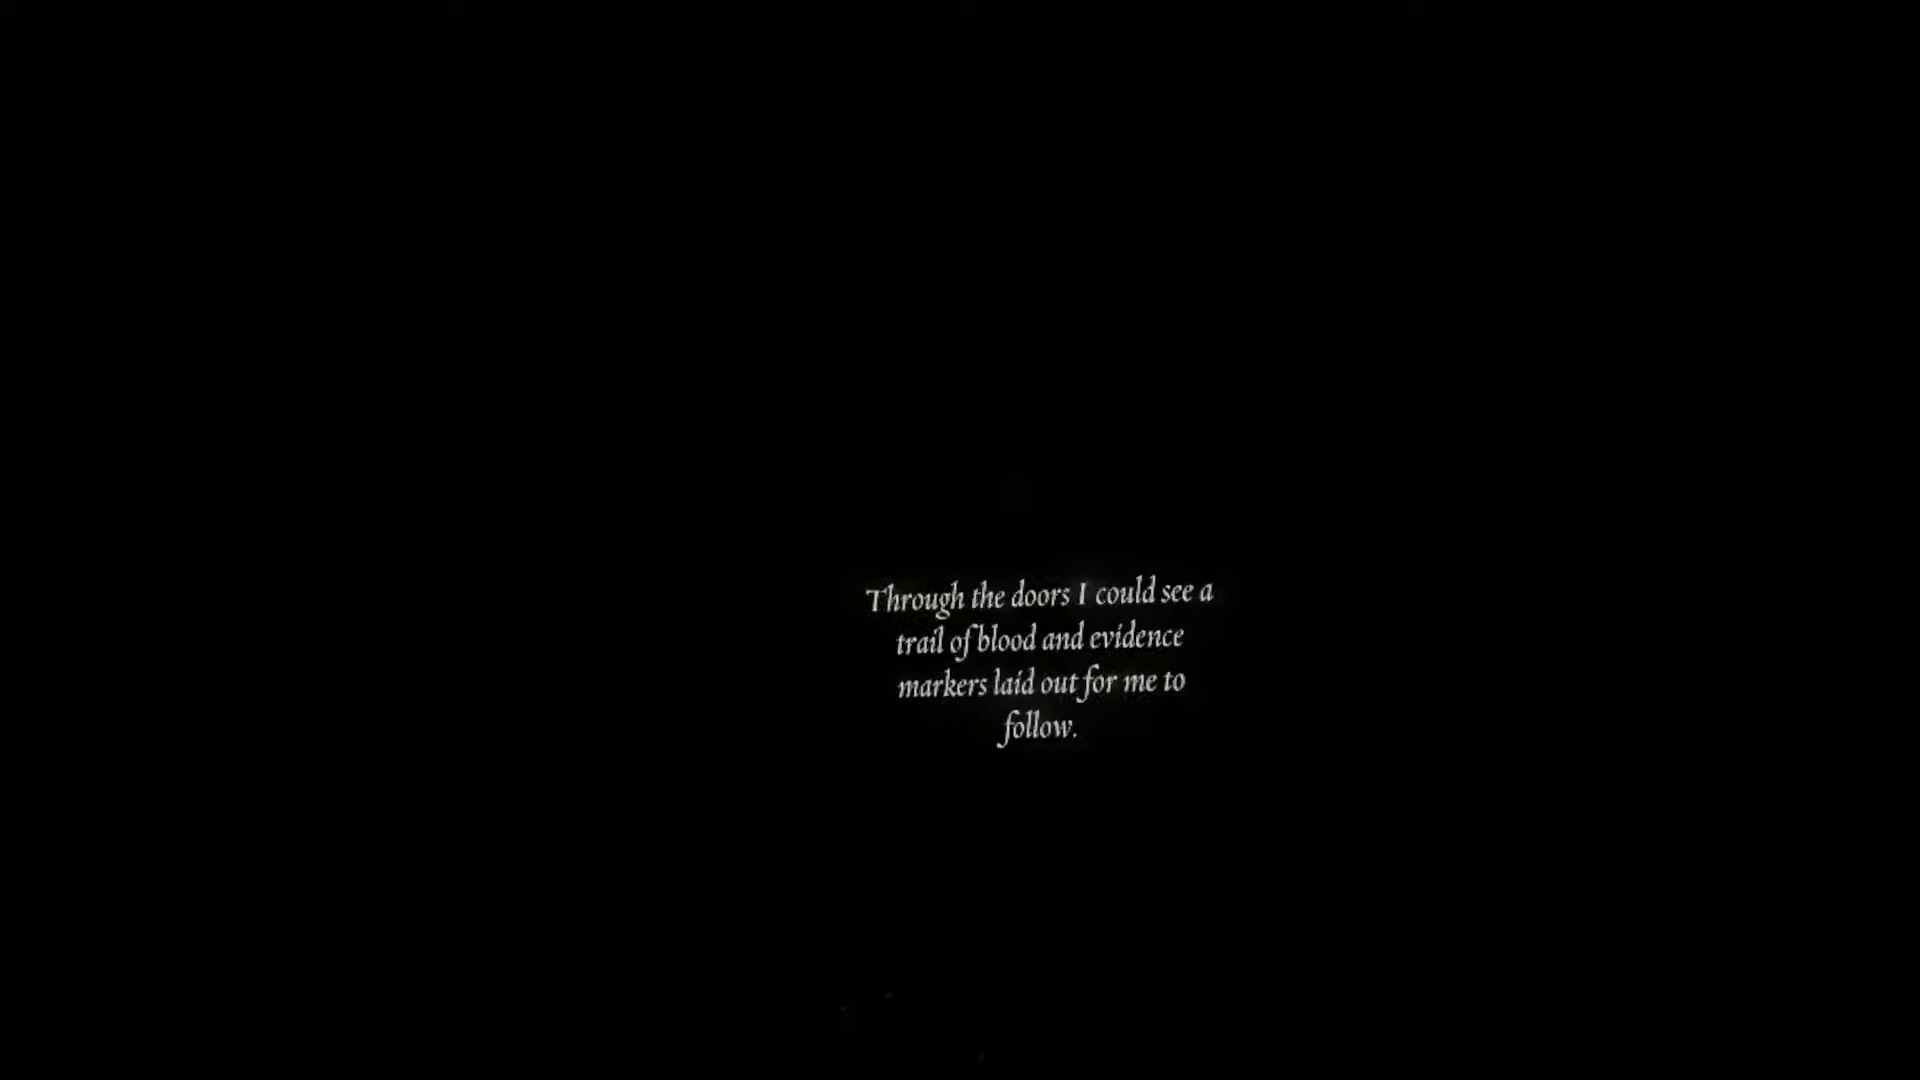 Through the doors I could see a
trail of blood and evidence
markers laid out for me to
follow.